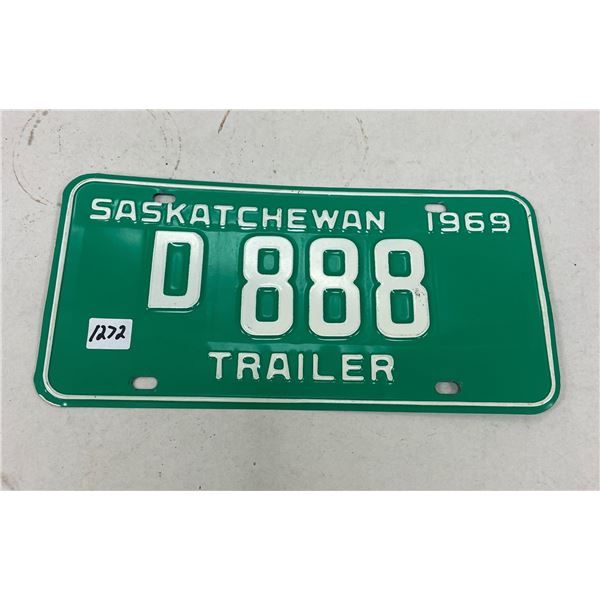 SASKATCHEWAN 1969
D 888
1272
TRAILER